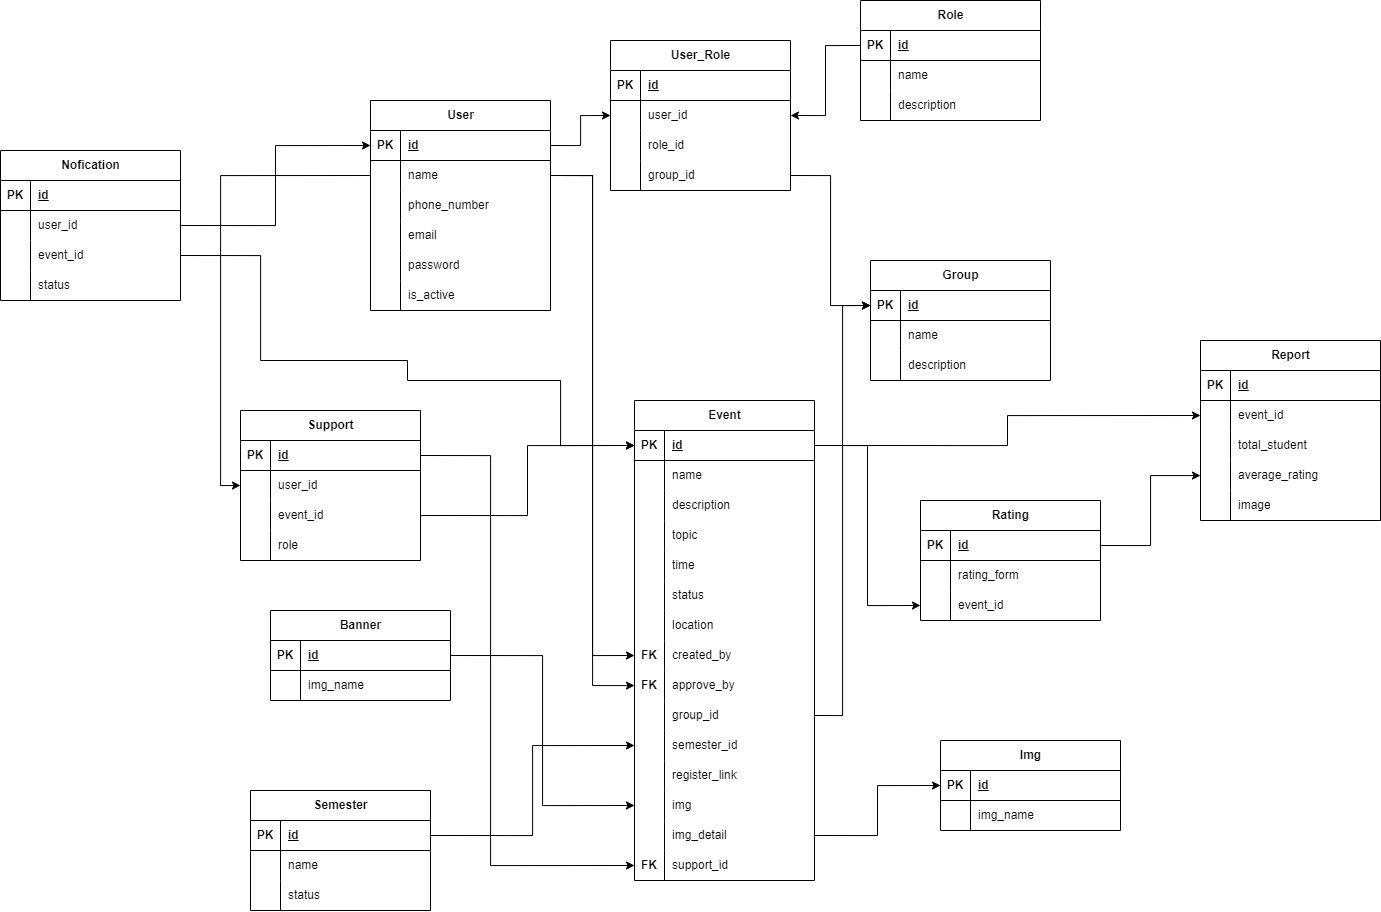 Role
PK id
name
description
User_Role
PK id
user_id
role_id
group_id
User
PK id
name
phone_number
email
password
is_active
Nofication
PK id
user_id
event_id
status
Group
PK id
name
description
Report
PK id
event_id
total_student
average_rating
image
Support
PK id
user_id
event_id
role
Event
PK id
name
description
topic
time
status
location
FK created_by
FK approve_by
group_id
semester_id
register_link
img
img_detail
FK support_id
Rating
PK id
rating_form
event_id
Banner
PK id
img_name
Img
PK id
img_name
Semester
PK id
name
status